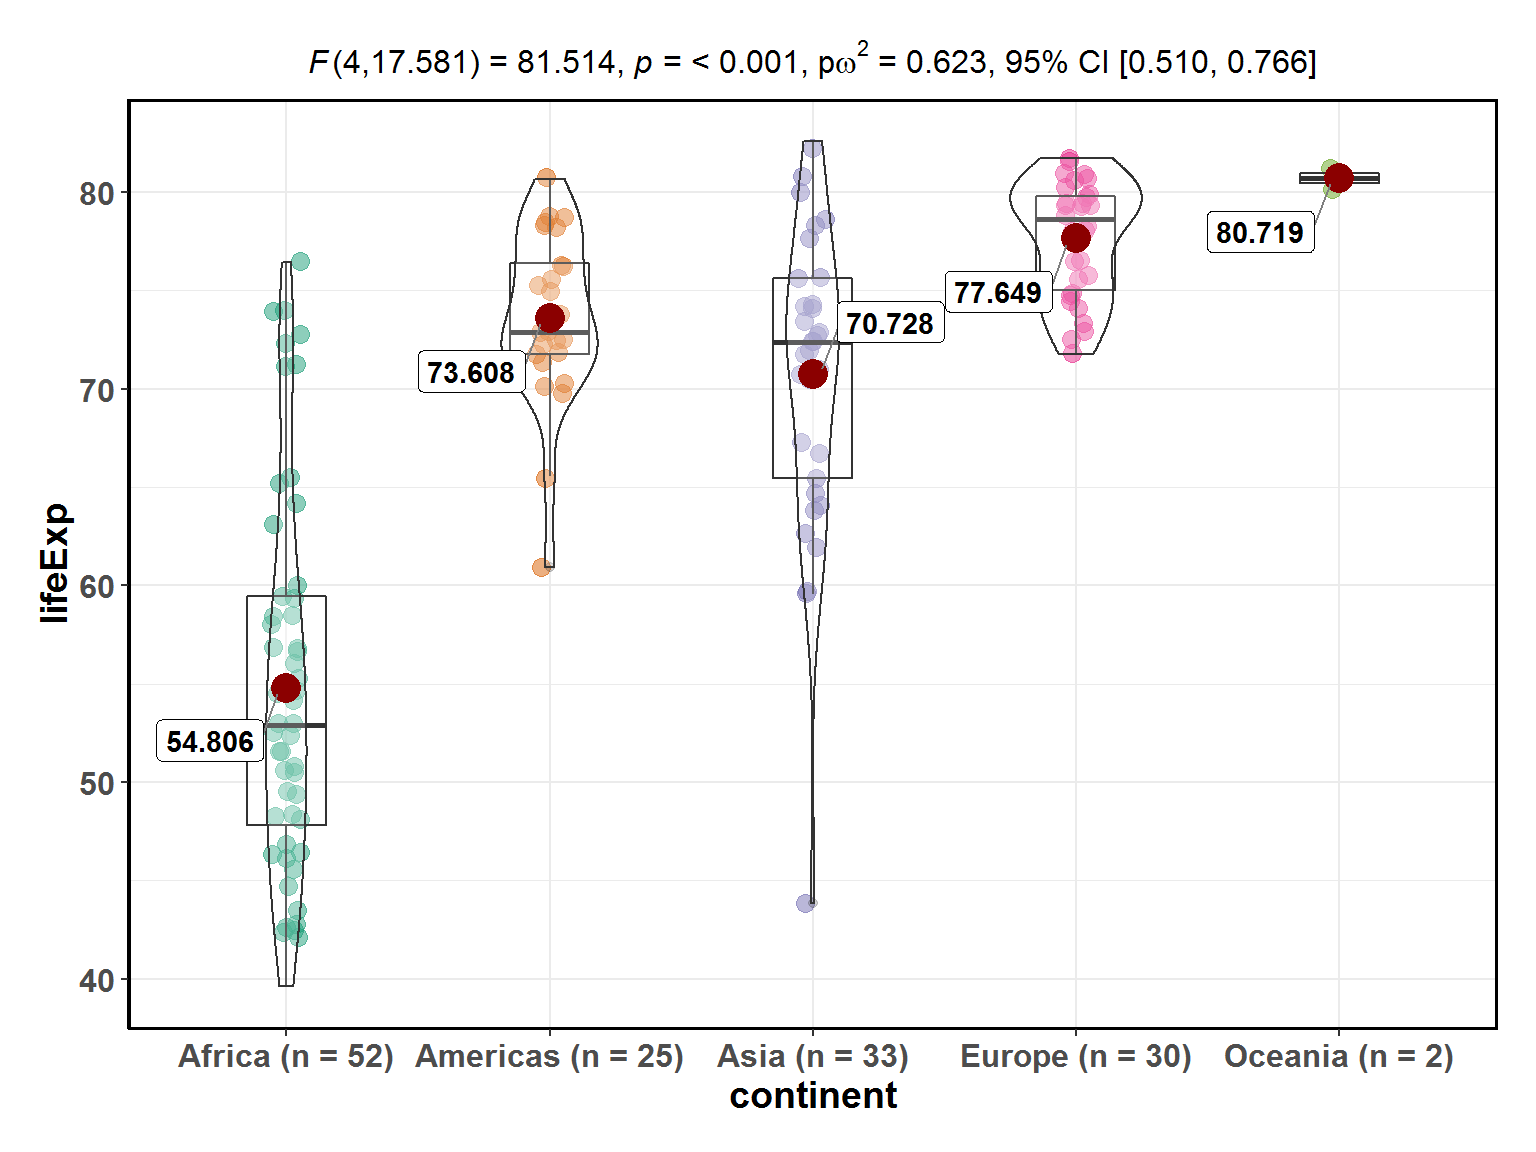 F(4,17.581) = 81.514, p = < 0.001, pω² = 0.623, 95% CI [0.510, 0.766]
lifeExp
80
70
60
50
40
54.806
73.608
70.728
77.649
80.719
Africa (n = 52)
Americas (n = 25)
Asia (n = 33)
Europe (n = 30)
Oceania (n = 2)
continent